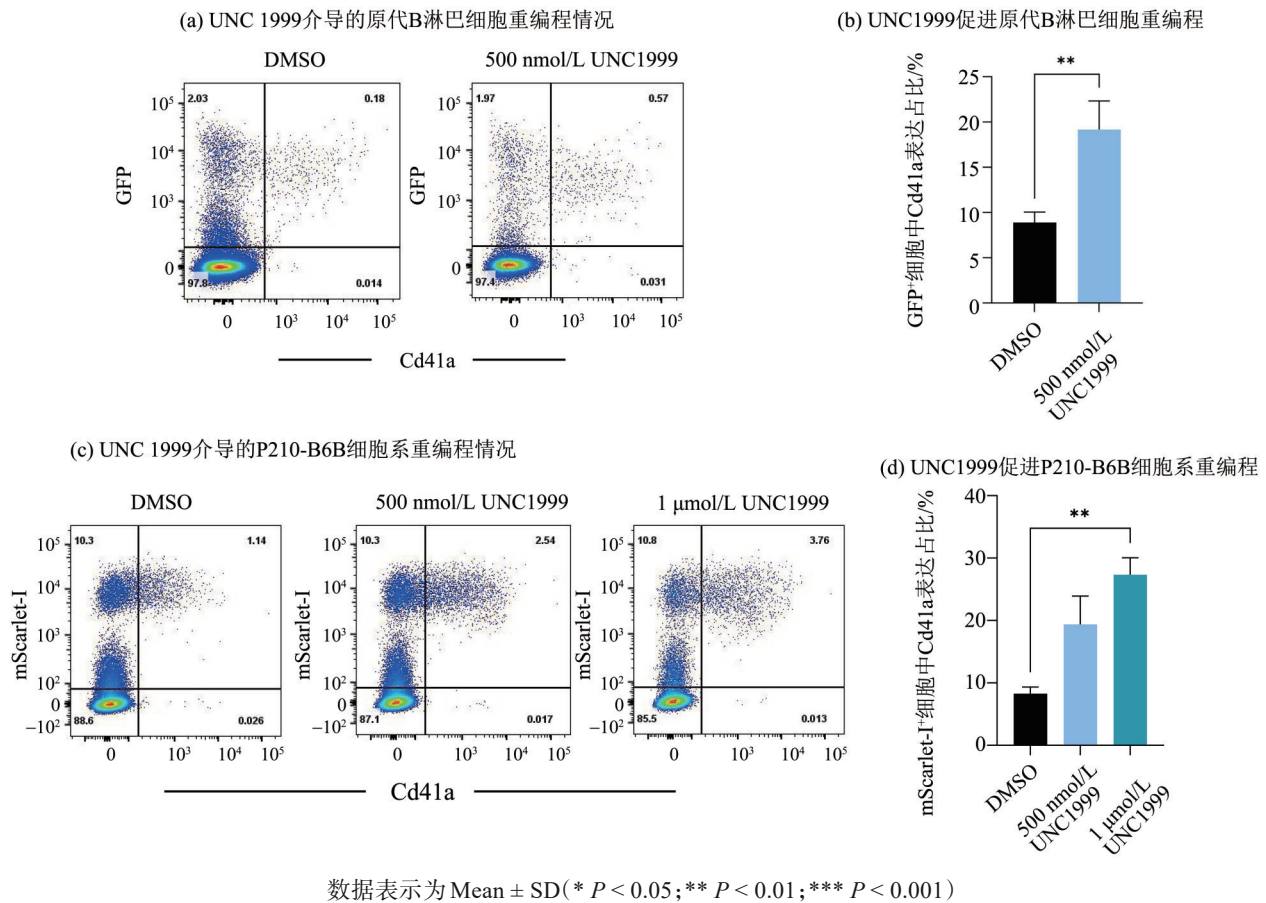 (a) UNC 1999介导的原代B淋巴细胞重编程情况
DMSO
500 nmol/L UNC1999
GFP
10⁵
10⁴
10³
0
2.03
0.18
97.8
0.014
0
10³
10⁴
10⁵
GFP
10⁵
10⁴
10³
0
1.97
0.57
97.4
0.031
0
10³
10⁴
10⁵
Cd41a
(b) UNC1999促进原代B淋巴细胞重编程
GFP⁺细胞中Cd41a表达占比/%
25
20
15
10
5
0
**
DMSO
500 nmol/L
UNC1999
(c) UNC 1999介导的P210-B6B细胞系重编程情况
DMSO
500 nmol/L UNC1999
1 μmol/L UNC1999
mScarlet-I
10⁵
10⁴
10³
10²
0
−10²
10.3
1.14
88.6
0.026
0
10³
10⁴
10⁵
mScarlet-I
10⁵
10⁴
10³
10²
0
−10²
10.3
2.54
87.1
0.017
0
10³
10⁴
10⁵
mScarlet-I
10⁵
10⁴
10³
10²
0
−10²
10.8
3.76
85.5
0.013
0
10³
10⁴
10⁵
Cd41a
(d) UNC1999促进P210-B6B细胞系重编程
mScarlet-I⁺细胞中Cd41a表达占比/%
40
30
20
10
0
**
DMSO
500 nmol/L
UNC1999
1 μmol/L
UNC1999
数据表示为Mean ± SD(* P < 0.05;** P < 0.01;*** P < 0.001)